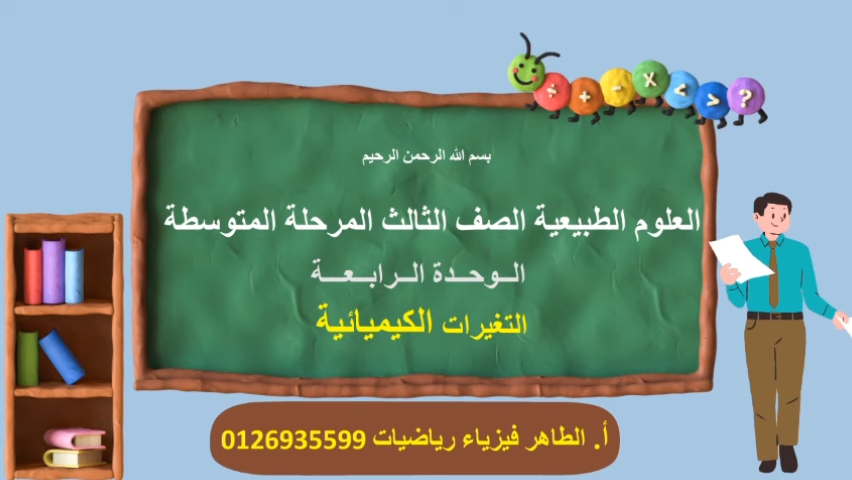 بسم الله الرحمن الرحيم
العلوم الطبيعية الصف الثالث المرحلة المتوسطة
الـوحـدة الـرابـعـة
التغيرات الكيميائية
أ. الطاهر فيزياء رياضيات 0126935599